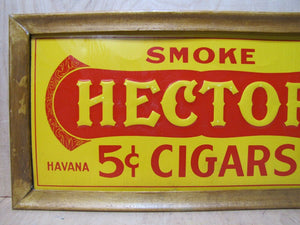 SMOKE
HECTOR
HAVANA 5¢ CIGARS